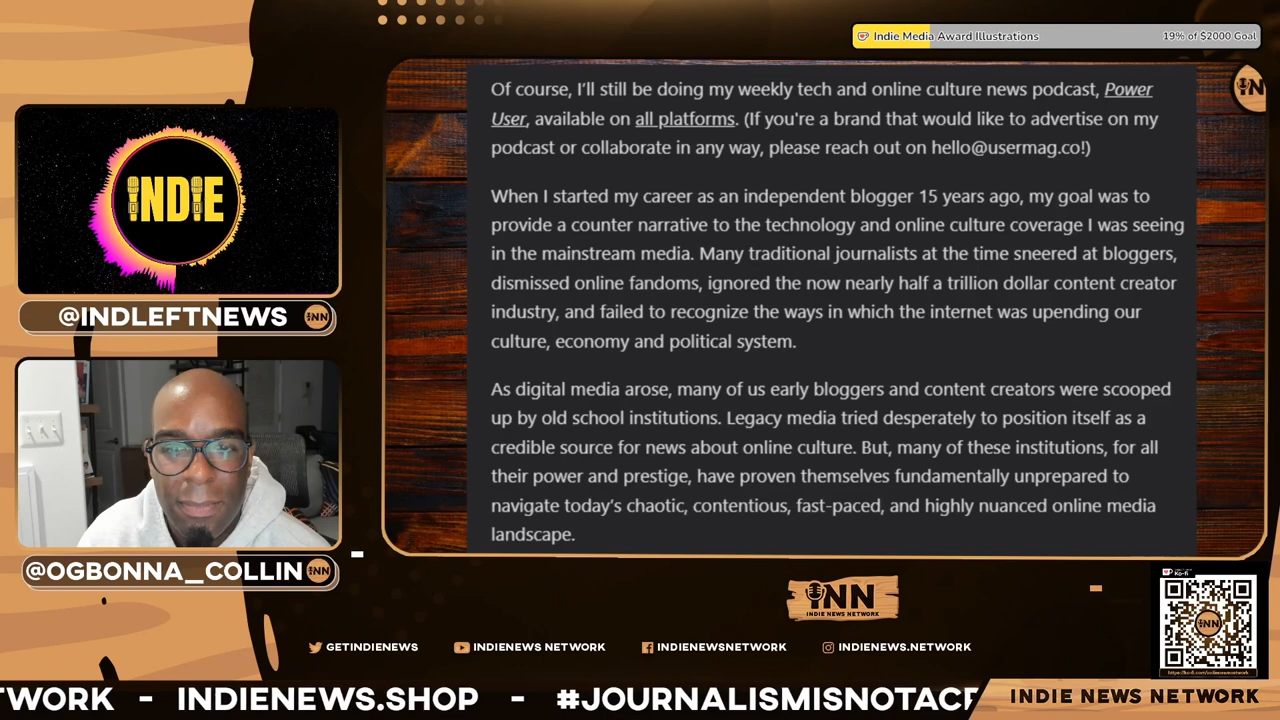 Indie Media Award Illustrations 19% of $2000 Goal
Of course, I'll still be doing my weekly tech and online culture news podcast, Power
User, available on all platforms. (If you're a brand that would like to advertise on my
podcast or collaborate in any way, please reach out on hello@usermag.co!)
When I started my career as an independent blogger 15 years ago, my goal was to
provide a counter narrative to the technology and online culture coverage I was seeing
in the mainstream media. Many traditional journalists at the time sneered at bloggers,
dismissed online fandoms, ignored the now nearly half a trillion dollar content creator
industry, and failed to recognize the ways in which the internet was upending our
culture, economy and political system.
As digital media arose, many of us early bloggers and content creators were scooped
up by old school institutions. Legacy media tried desperately to position itself as a
credible source for news about online culture. But, many of these institutions, for all
their power and prestige, have proven themselves fundamentally unprepared to
navigate today's chaotic, contentious, fast-paced, and highly nuanced online media
landscape.
INDIE
@INDLEFTNEWS INN
@OGBONNA_COLLIN INN
INN
INDIE NEWS NETWORK
GETINDIENEWS INDIENEWS NETWORK INDIENEWSNETWORK INDIENEWS.NETWORK
Ko-fi
INN
TWORK - INDIENEWS.SHOP - #JOURNALISMISNOTACR
INDIE NEWS NETWORK